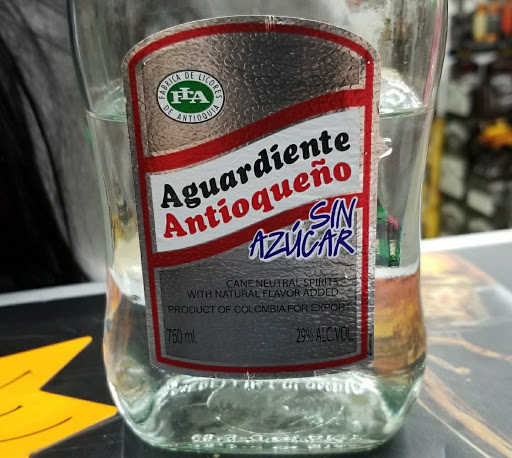 FÁBRICA DE LICORES
DE ANTIOQUIA
FLA
Aguardiente
Antioqueño
SIN
AZÚCAR
CANE NEUTRAL SPIRITS
WITH NATURAL FLAVOR ADDED
PRODUCT OF COLOMBIA FOR EXPORT
750 ml. 29% ALC.VOL.